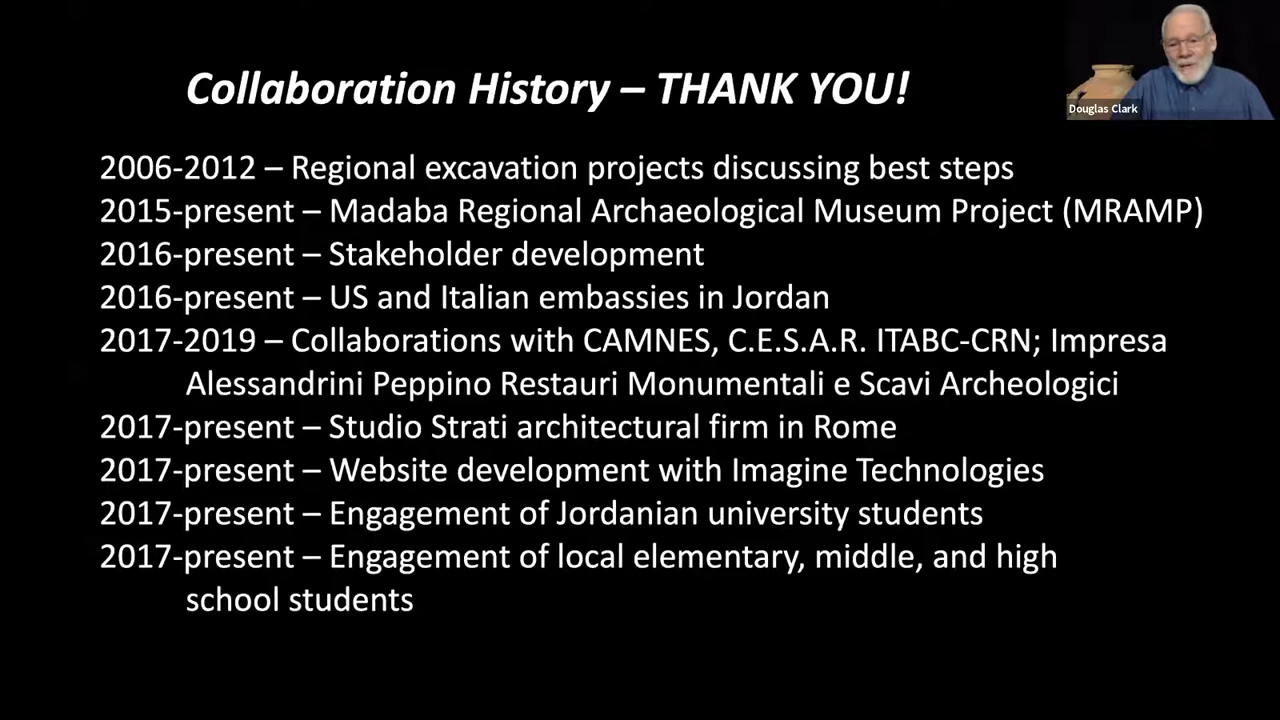 Collaboration History – THANK YOU!
Douglas Clark
2006-2012 – Regional excavation projects discussing best steps
2015-present – Madaba Regional Archaeological Museum Project (MRAMP)
2016-present – Stakeholder development
2016-present – US and Italian embassies in Jordan
2017-2019 – Collaborations with CAMNES, C.E.S.A.R. ITABC-CRN; Impresa
Alessandrini Peppino Restauri Monumentali e Scavi Archeologici
2017-present – Studio Strati architectural firm in Rome
2017-present – Website development with Imagine Technologies
2017-present – Engagement of Jordanian university students
2017-present – Engagement of local elementary, middle, and high
school students